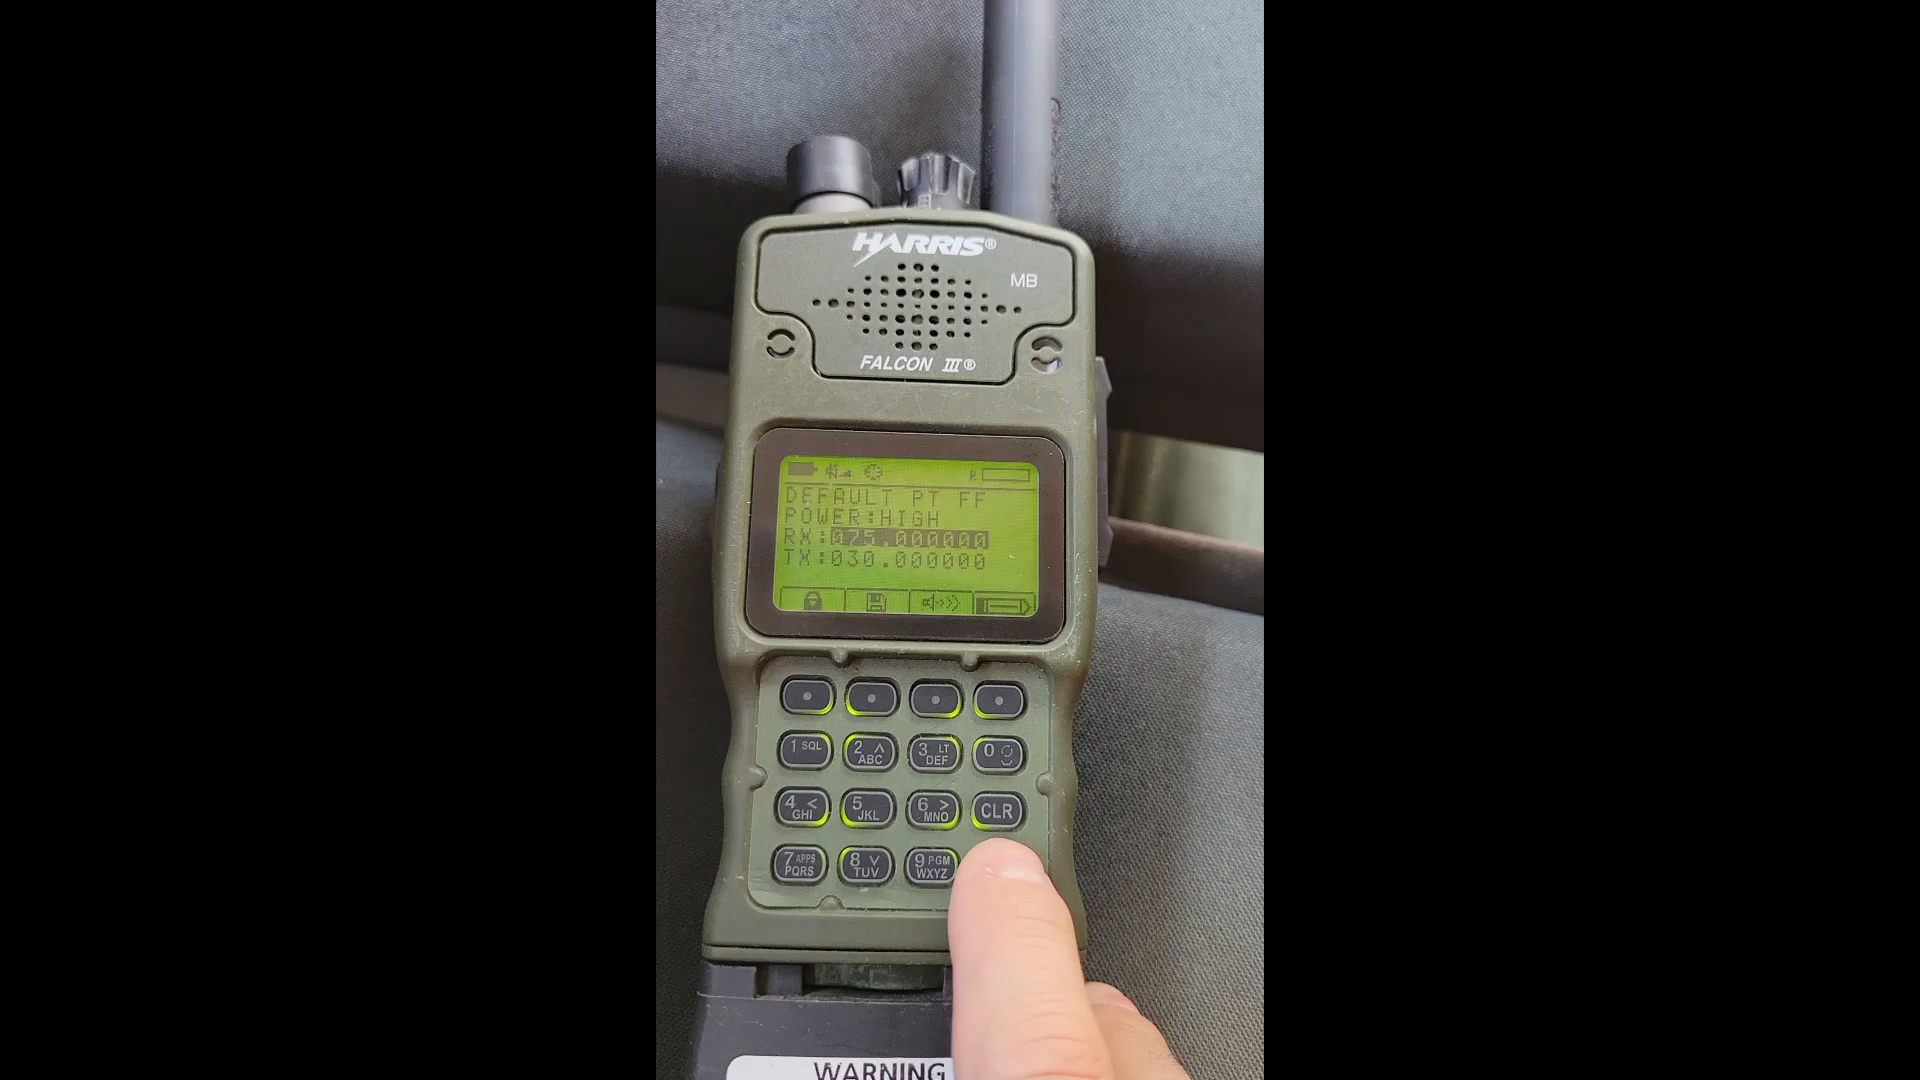 HARRIS®
MB
FALCON III®
R
DEFAULT PT FF
POWER:HIGH
RX:075.000000
TX:030.000000
1 SQL
2 ABC
3 LT DEF
0
4 < GHI
5 JKL
6 > MNO
CLR
7 APPS PQRS
8 TUV
9 PGM WXYZ
WARNING